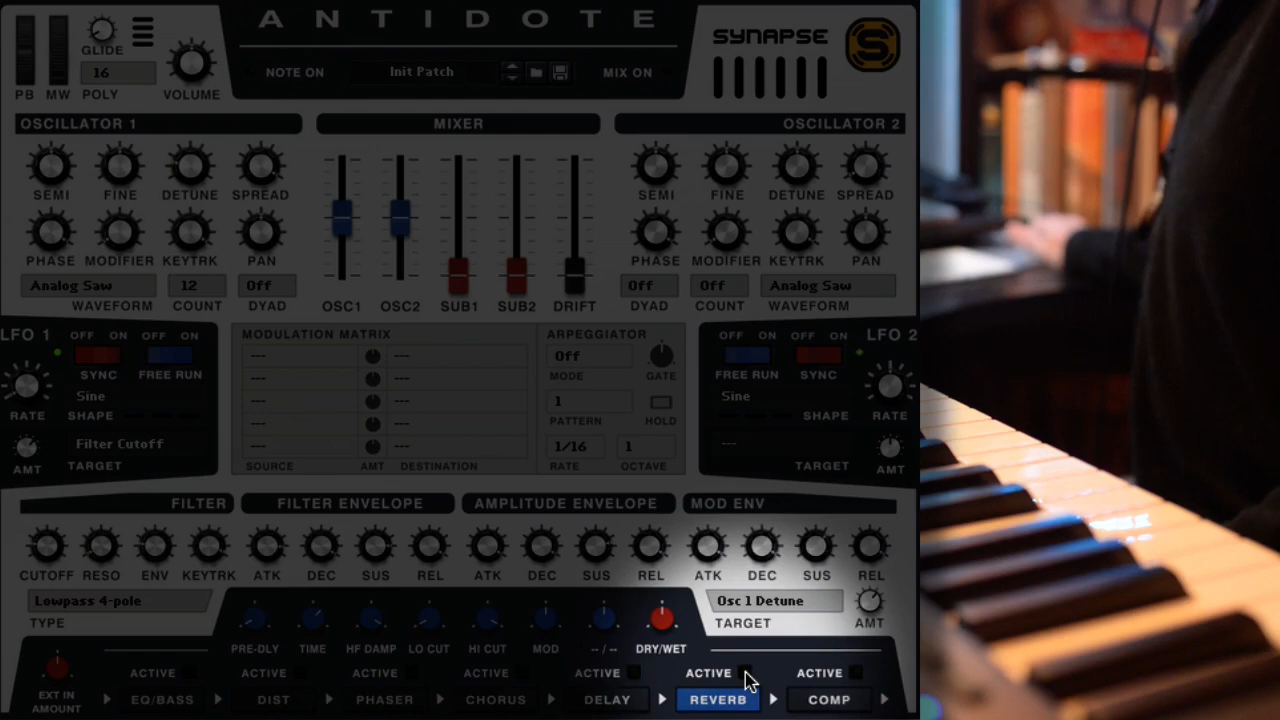 ANTIDOTE
SYNAPSE
GLIDE
16
PB MW POLY VOLUME
NOTE ON Init Patch MIX ON
OSCILLATOR 1 MIXER OSCILLATOR 2
SEMI FINE DETUNE SPREAD SEMI FINE DETUNE SPREAD
PHASE MODIFIER KEYTRK PAN PHASE MODIFIER KEYTRK PAN
Analog Saw 12 Off Off Off Analog Saw
WAVEFORM COUNT DYAD OSC1 OSC2 SUB1 SUB2 DRIFT DYAD COUNT WAVEFORM
LFO 1 OFF ON OFF ON MODULATION MATRIX ARPEGGIATOR OFF ON OFF ON LFO 2
--- --- Off
SYNC FREE RUN --- --- MODE GATE FREE RUN SYNC
Sine --- --- 1 Sine
RATE SHAPE --- --- PATTERN HOLD SHAPE RATE
Filter Cutoff --- --- 1/16 1 ---
AMT TARGET SOURCE AMT DESTINATION RATE OCTAVE TARGET AMT
FILTER FILTER ENVELOPE AMPLITUDE ENVELOPE MOD ENV
CUTOFF RESO ENV KEYTRK ATK DEC SUS REL ATK DEC SUS REL ATK DEC SUS REL
Lowpass 4-pole Osc 1 Detune
TYPE TARGET AMT
PRE-DLY TIME HF DAMP LO CUT HI CUT MOD -- / -- DRY/WET
ACTIVE ACTIVE ACTIVE ACTIVE ACTIVE ACTIVE ACTIVE
EXT IN AMOUNT EQ/BASS DIST PHASER CHORUS DELAY REVERB COMP